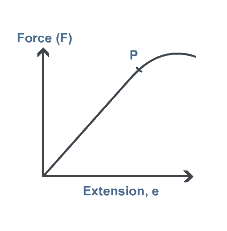 Force (F)
P
Extension, e